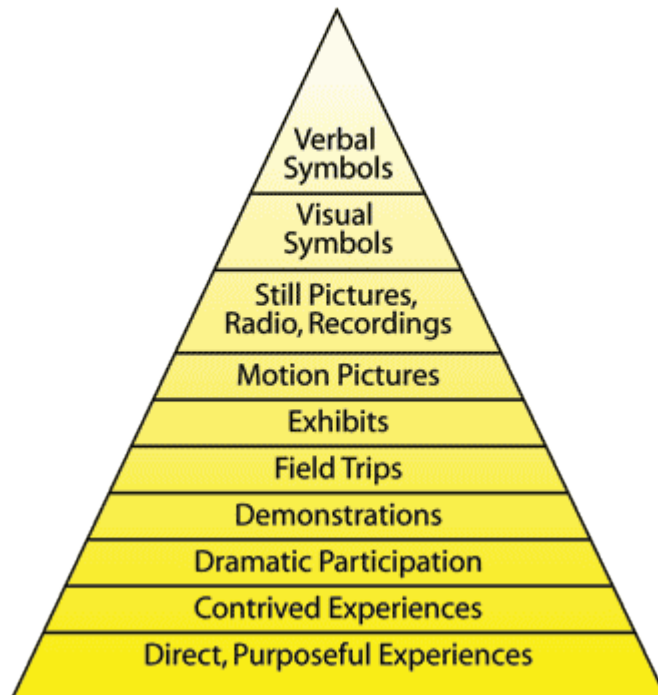 Verbal
Symbols
Visual
Symbols
Still Pictures,
Radio, Recordings
Motion Pictures
Exhibits
Field Trips
Demonstrations
Dramatic Participation
Contrived Experiences
Direct, Purposeful Experiences